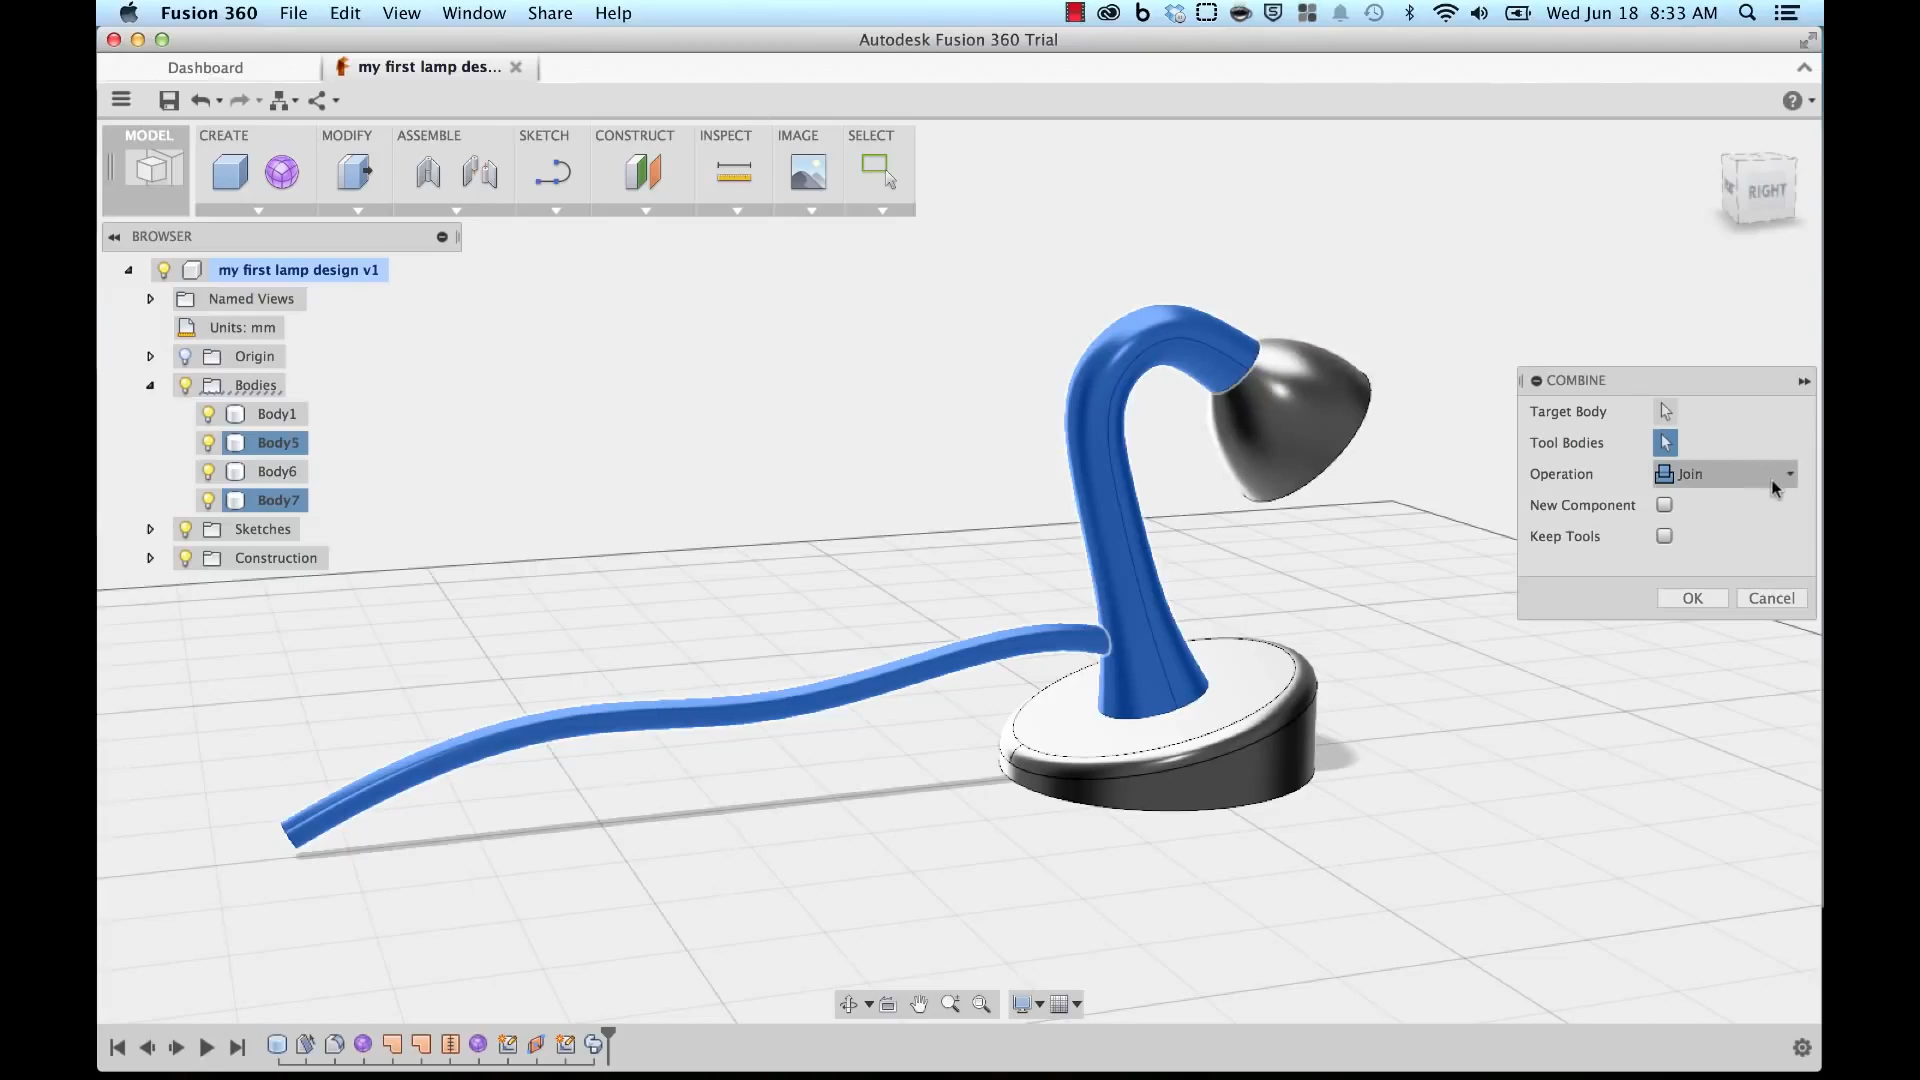 Fusion 360 File Edit View Window Share Help Wed Jun 18 8:33 AM
Autodesk Fusion 360 Trial
Dashboard my first lamp des...
MODEL CREATE MODIFY ASSEMBLE SKETCH CONSTRUCT INSPECT IMAGE SELECT
RIGHT
BROWSER
my first lamp design v1
Named Views
Units: mm
Origin
Bodies
Body1
Body5
Body6
Body7
Sketches
Construction
COMBINE
Target Body
Tool Bodies
Operation Join
New Component
Keep Tools
OK Cancel